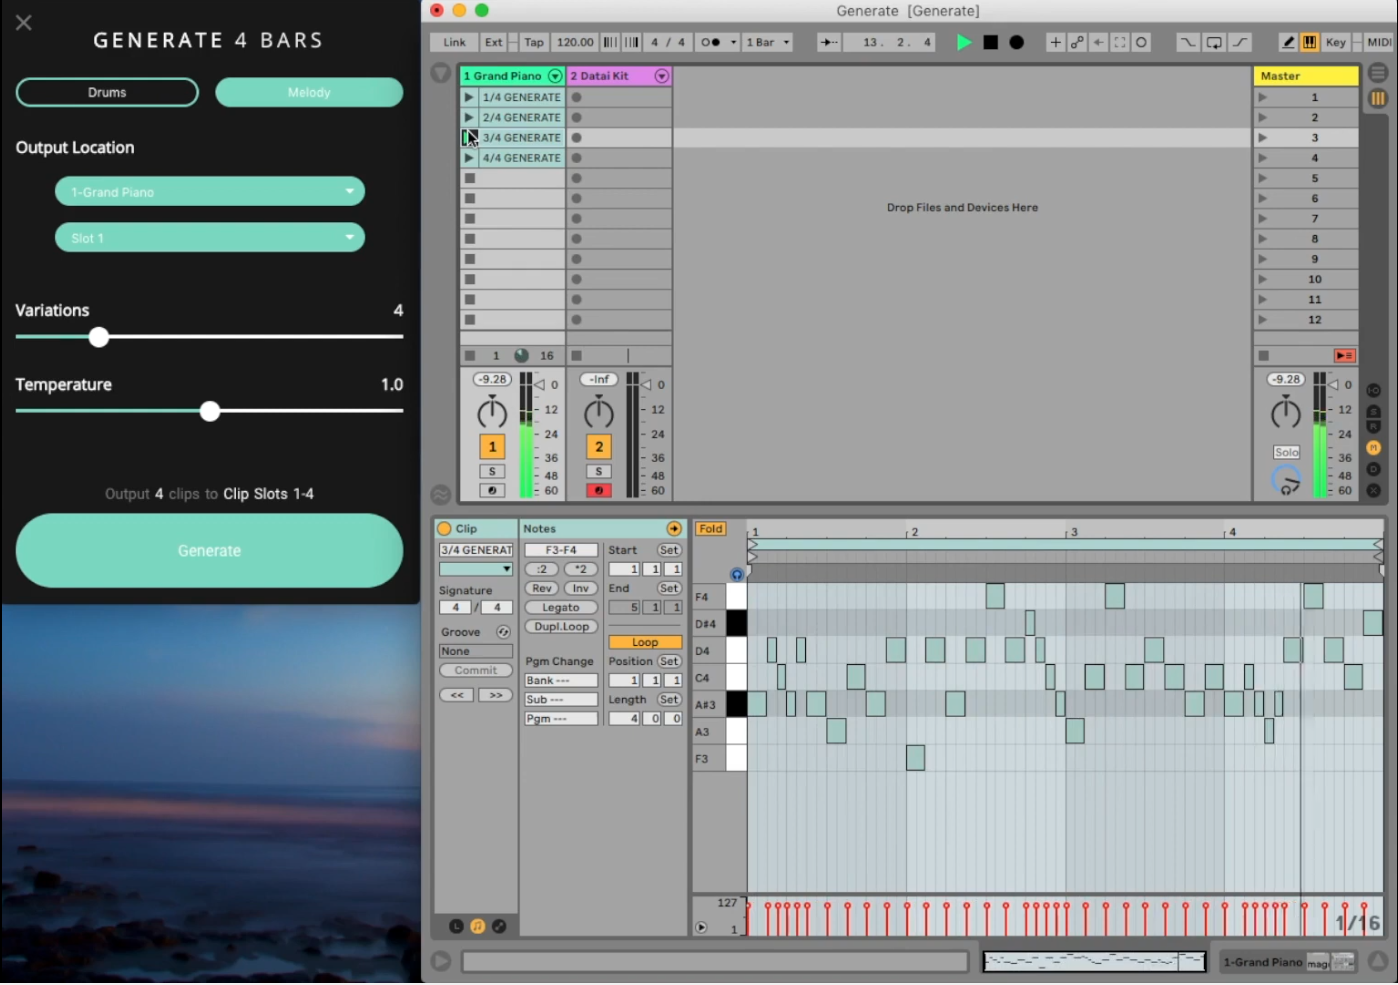 GENERATE 4 BARS
Drums
Melody
Output Location
1-Grand Piano
Slot 1
Variations 4
Temperature 1.0
Output 4 clips to Clip Slots 1-4
Generate
Generate [Generate]
Link Ext Tap 120.00 4 / 4 1 Bar 13. 2. 4 Key MIDI
1 Grand Piano 2 Datai Kit Master
1/4 GENERATE 1
2/4 GENERATE 2
3/4 GENERATE 3
4/4 GENERATE 4
5
6
Drop Files and Devices Here
7
8
9
10
11
12
1 16
-9.28 0 -Inf 0 -9.28 0
12 12 12
24 24 24
1 2
36 36 Solo 36
S 48 S 48 48
60 60 60
Clip Notes Fold 1 2 3 4
3/4 GENERAT F3-F4 Start Set
:2 *2 1 1 1
Signature Rev Inv End Set
4 / 4 Legato 5 1 1
Groove Dupl.Loop
None Loop
Commit Pgm Change Position Set
<< >> Bank --- 1 1 1
Sub --- Length Set
Pgm --- 4 0 0
F4
D#4
D4
C4
A#3
A3
F3
127
1 1/16
1-Grand Piano